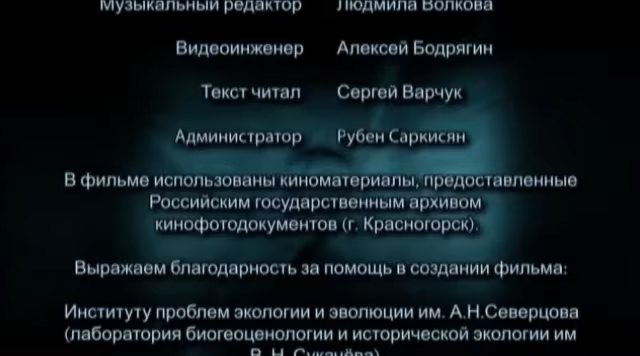 Музыкальный редактор Людмила Волкова
Видеоинженер Алексей Бодрягин
Текст читал Сергей Варчук
Администратор Рубен Саркисян
В фильме использованы киноматериалы, предоставленные
Российским государственным архивом
кинофотодокументов (г. Красногорск).
Выражаем благодарность за помощь в создании фильма:
Институту проблем экологии и эволюции им. А.Н.Северцова
(лаборатория биогеоценологии и исторической экологии им
В. Н. Сукачёва)